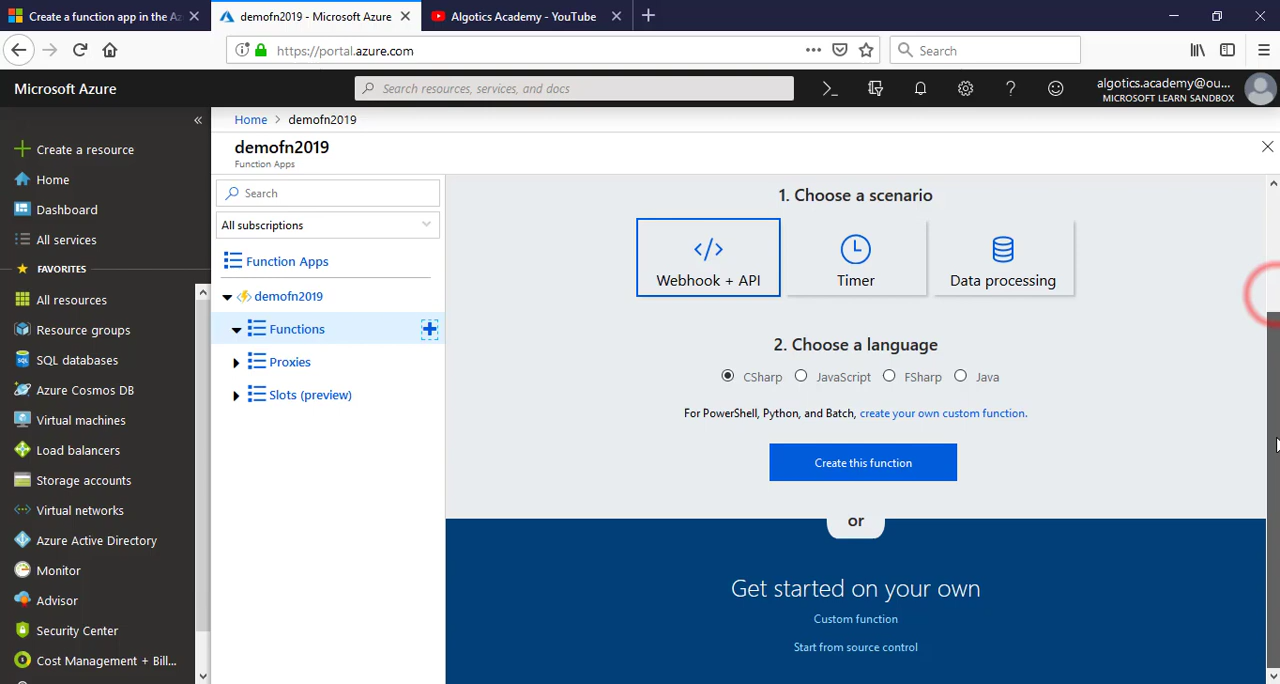 Create a function app in the Az
demofn2019 - Microsoft Azure
Algotics Academy - YouTube
https://portal.azure.com
Search
Microsoft Azure
Search resources, services, and docs
algotics.academy@ou...
MICROSOFT LEARN SANDBOX
Create a resource
Home
Dashboard
All services
FAVORITES
All resources
Resource groups
SQL databases
Azure Cosmos DB
Virtual machines
Load balancers
Storage accounts
Virtual networks
Azure Active Directory
Monitor
Advisor
Security Center
Cost Management + Bill...
Home > demofn2019
demofn2019
Function Apps
Search
All subscriptions
Function Apps
demofn2019
Functions
Proxies
Slots (preview)
1. Choose a scenario
Webhook + API
Timer
Data processing
2. Choose a language
CSharp JavaScript FSharp Java
For PowerShell, Python, and Batch, create your own custom function.
Create this function
or
Get started on your own
Custom function
Start from source control